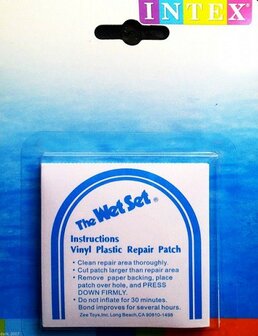 INTEX
The Wet Set ®
Instructions
Vinyl Plastic Repair Patch
• Clean repair area thoroughly.
• Cut patch larger than repair area
• Remove paper backing, place
patch over hole, and PRESS
DOWN FIRMLY.
• Do not inflate for 30 minutes.
Bond improves for several hours.
Zee Toys, Inc, Long Beach, CA 90810-1498